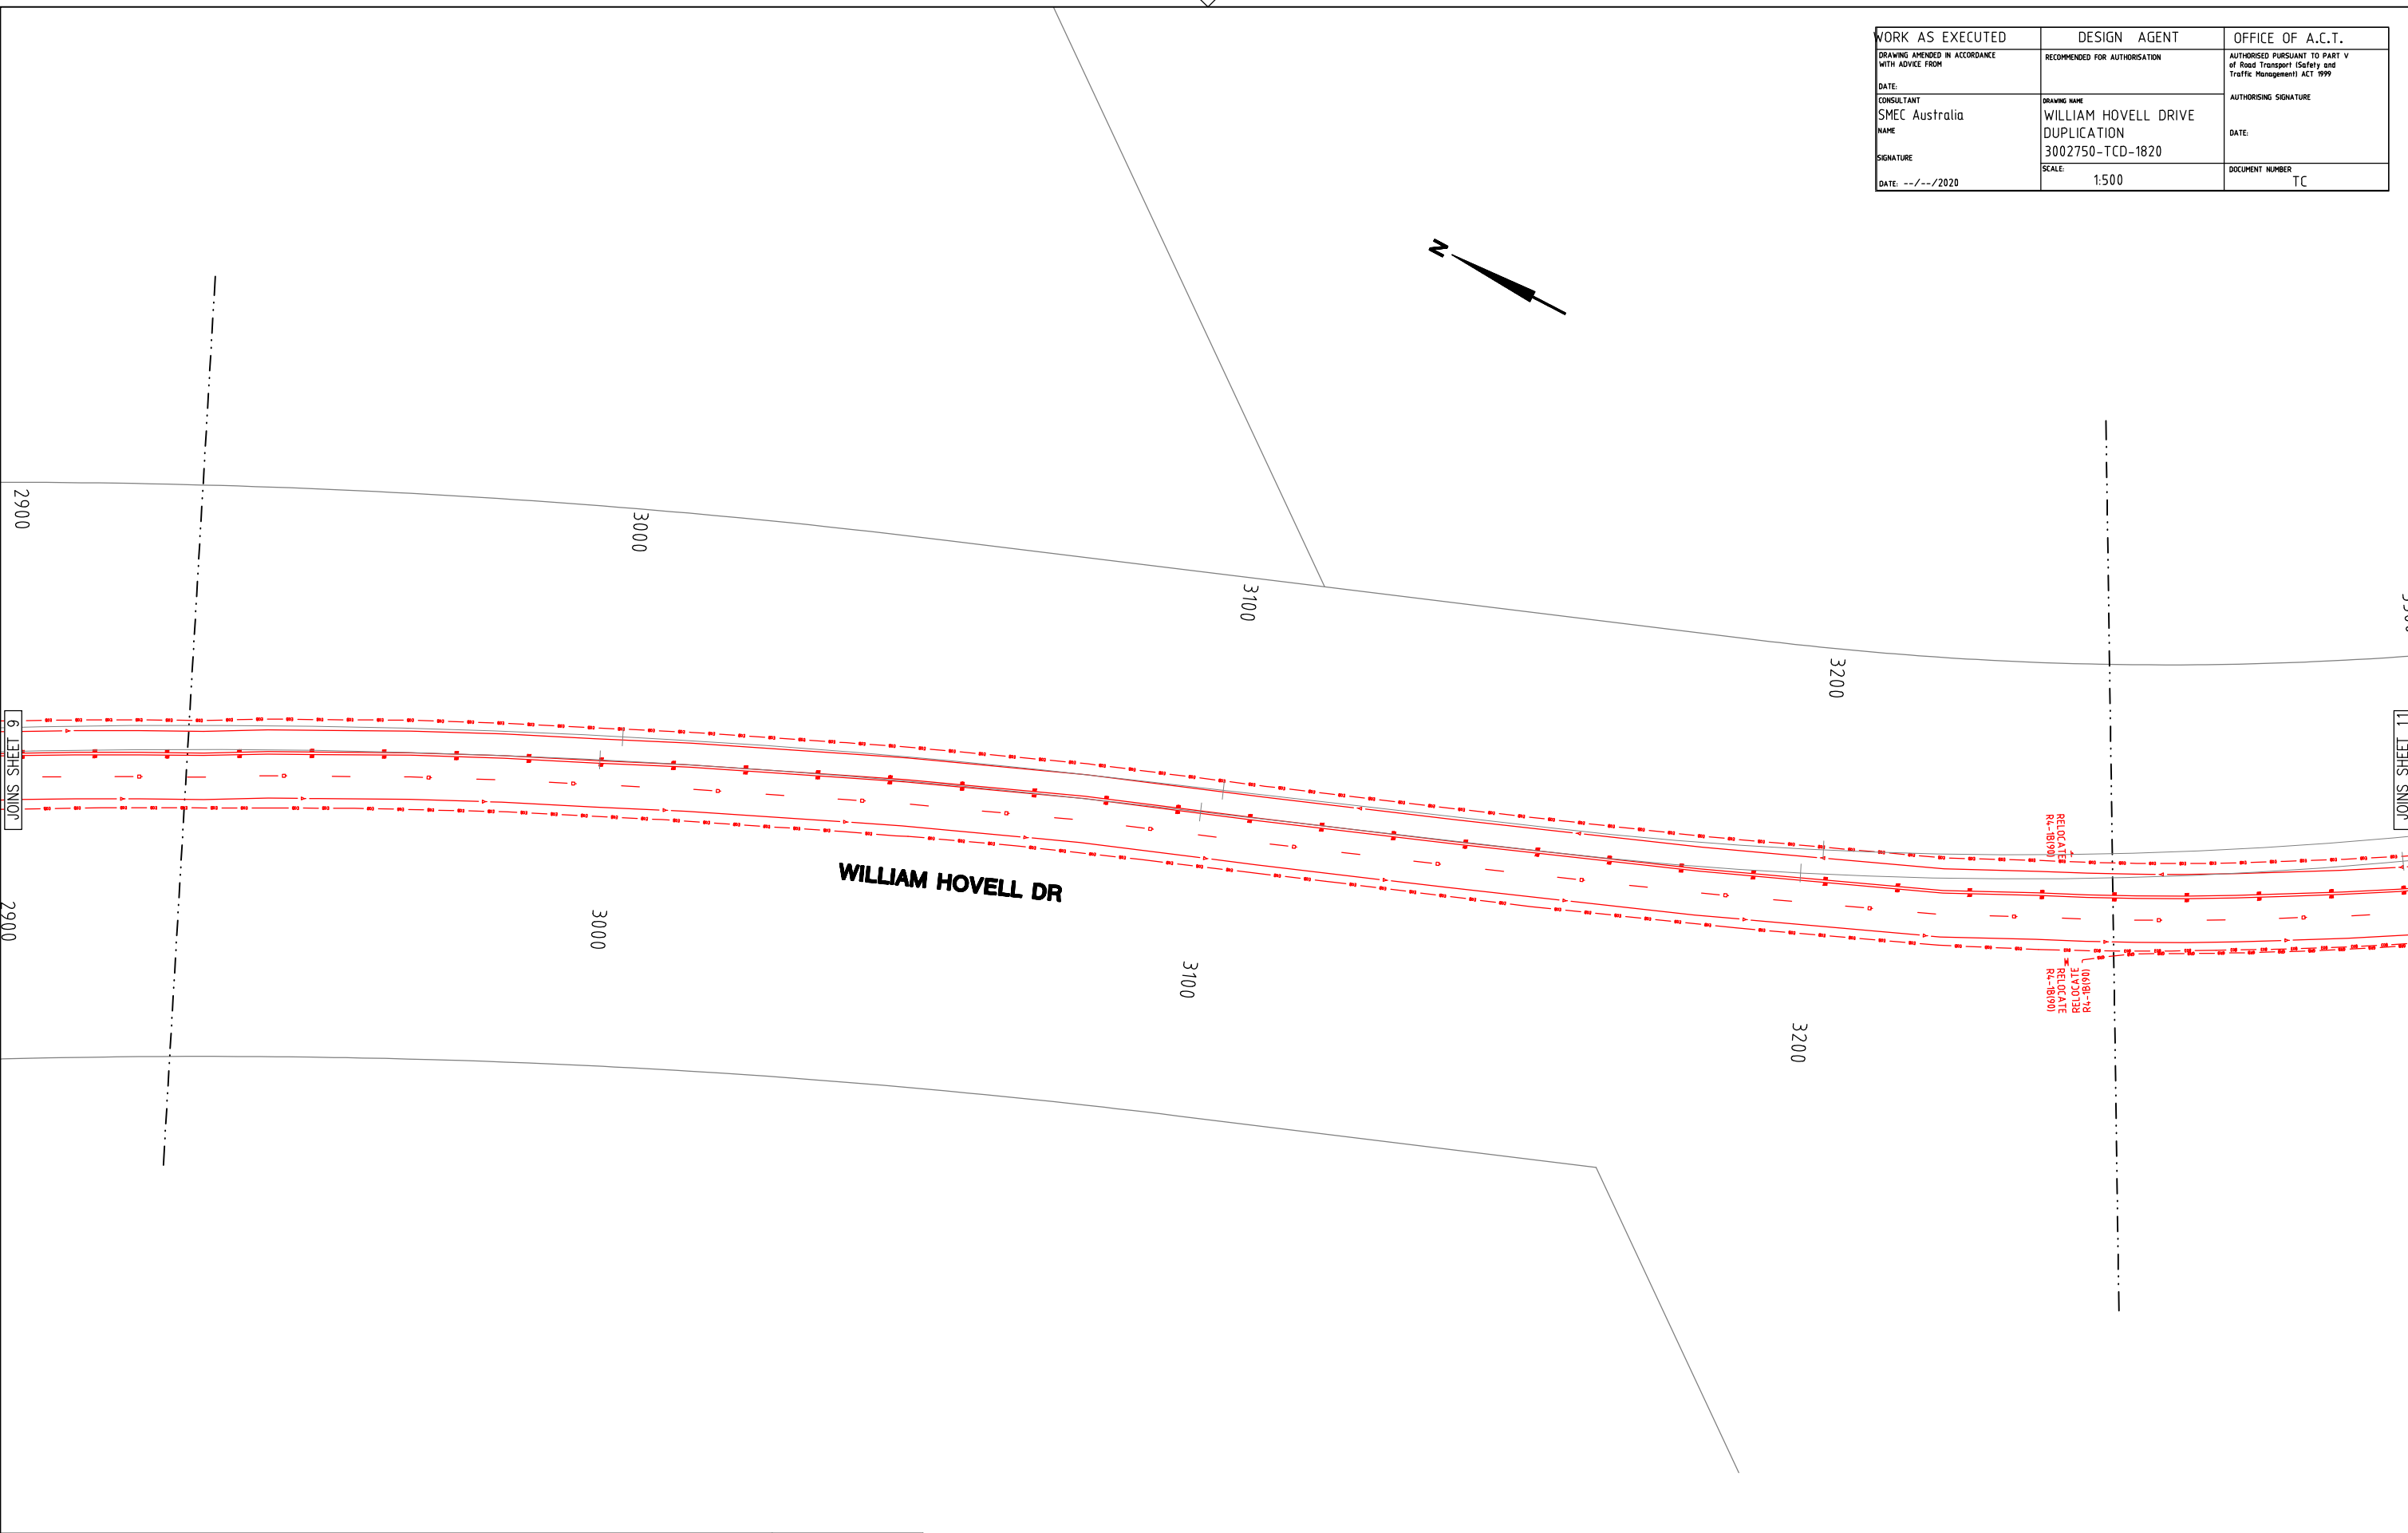 WORK AS EXECUTED
DRAWING AMENDED IN ACCORDANCE
WITH ADVICE FROM
DATE:
CONSULTANT
SMEC Australia
NAME
SIGNATURE
DATE: --/--/2020
DESIGN AGENT
RECOMMENDED FOR AUTHORISATION
DRAWING NAME
WILLIAM HOVELL DRIVE
DUPLICATION
3002750-TCD-1820
SCALE:
1:500
OFFICE OF A.C.T.
AUTHORISED PURSUANT TO PART V
of Road Transport (Safety and
Traffic Management) ACT 1999
AUTHORISING SIGNATURE
DATE:
DOCUMENT NUMBER
TC
N
2900
3000
3100
3200
JOINS SHEET 9
JOINS SHEET 11
RELOCATE
R4-1B(90)
WILLIAM HOVELL DR
2900
3000
3100
3200
R4-1B(90)
RELOCATE
RELOCATE
R4-1B(90)